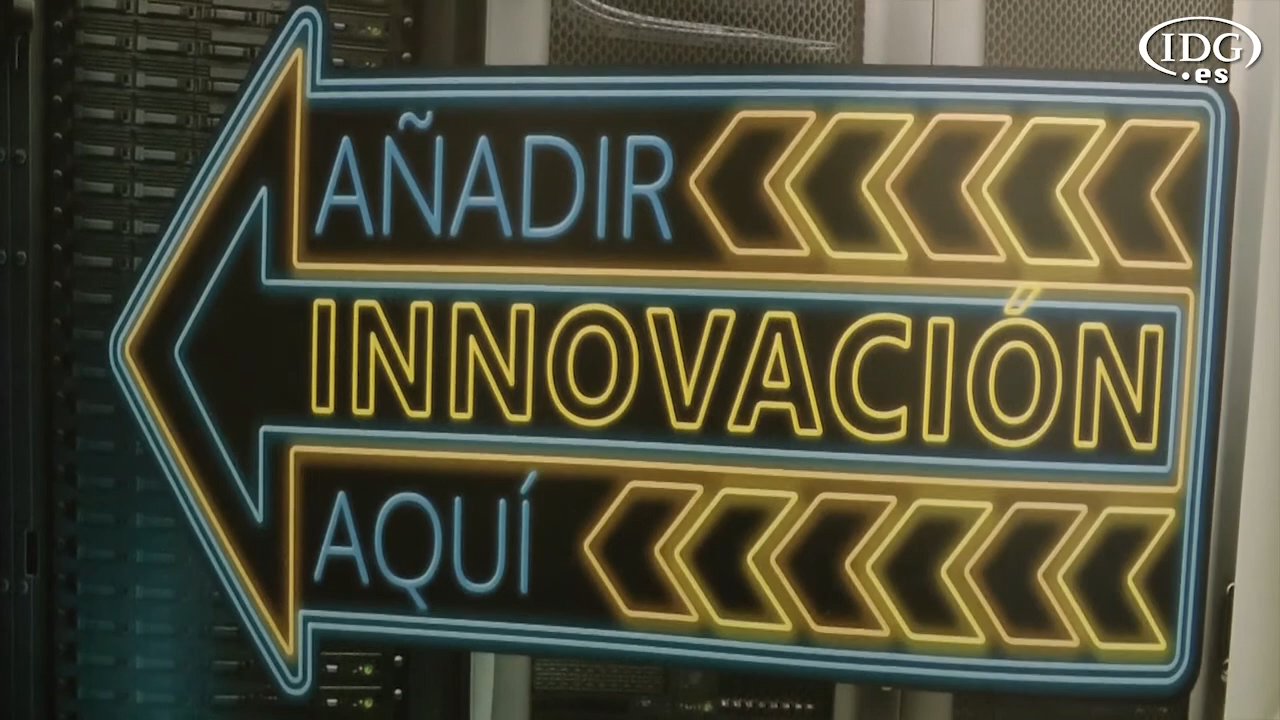 IDG
.es
AÑADIR
INNOVACIÓN
AQUÍ